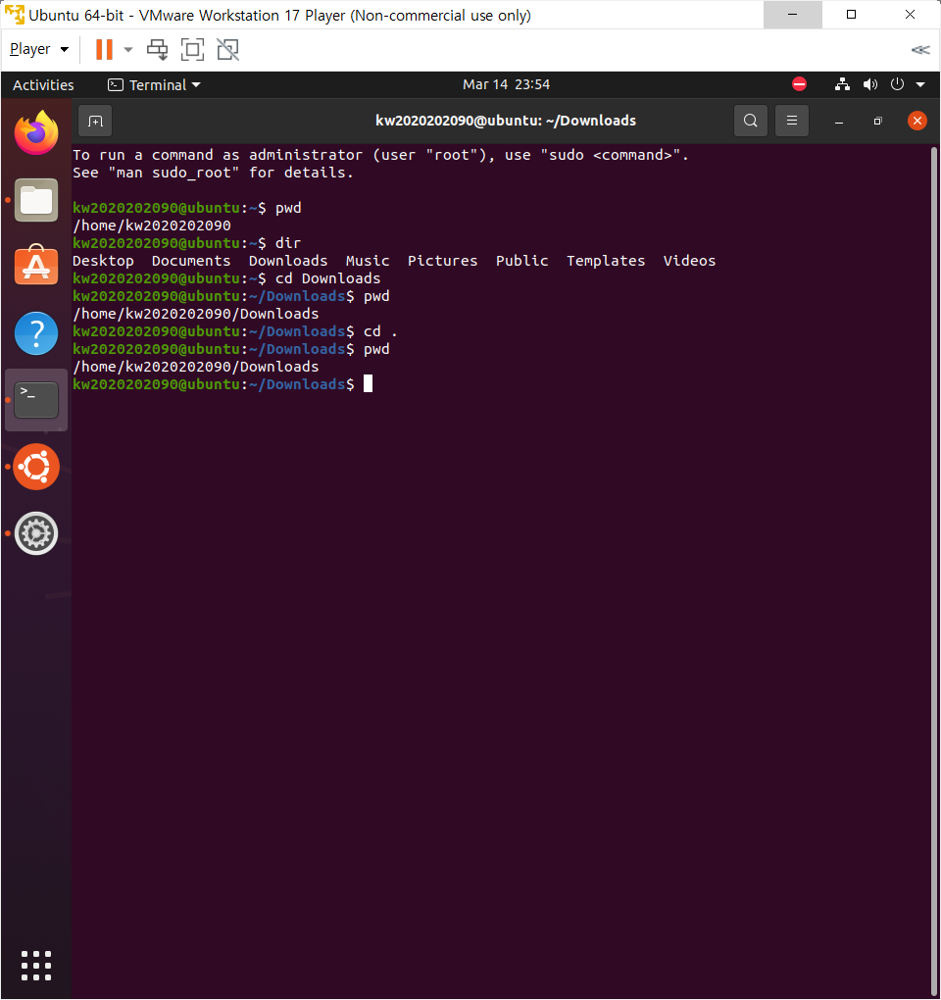 Ubuntu 64-bit - VMware Workstation 17 Player (Non-commercial use only)
Player
Activities Terminal Mar 14 23:54
kw2020202090@ubuntu: ~/Downloads
To run a command as administrator (user "root"), use "sudo <command>".
See "man sudo_root" for details.
kw2020202090@ubuntu:~$ pwd
/home/kw2020202090
kw2020202090@ubuntu:~$ dir
Desktop  Documents  Downloads  Music  Pictures  Public  Templates  Videos
kw2020202090@ubuntu:~$ cd Downloads
kw2020202090@ubuntu:~/Downloads$ pwd
/home/kw2020202090/Downloads
kw2020202090@ubuntu:~/Downloads$ cd .
kw2020202090@ubuntu:~/Downloads$ pwd
/home/kw2020202090/Downloads
kw2020202090@ubuntu:~/Downloads$